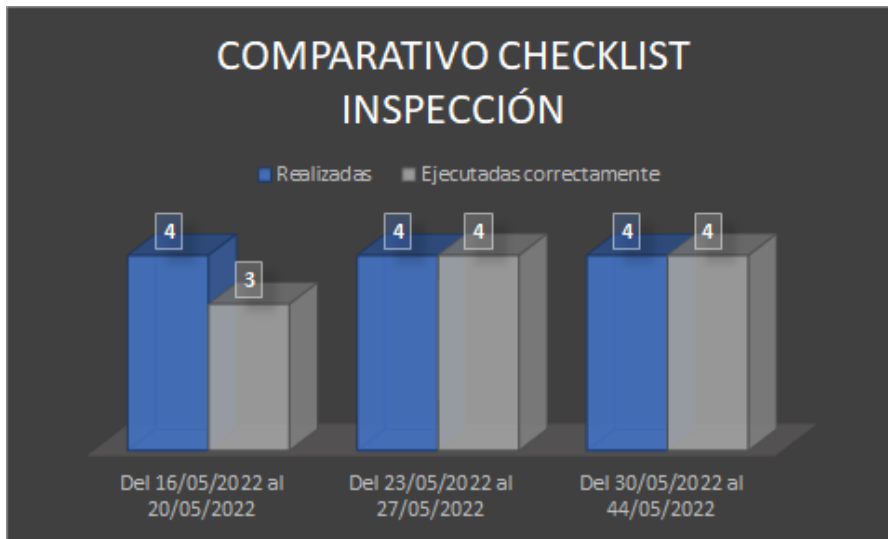 COMPARATIVO CHECKLIST
INSPECCIÓN
Realizadas Ejecutadas correctamente
4 3 4 4 4 4
Del 16/05/2022 al
20/05/2022
Del 23/05/2022 al
27/05/2022
Del 30/05/2022 al
44/05/2022